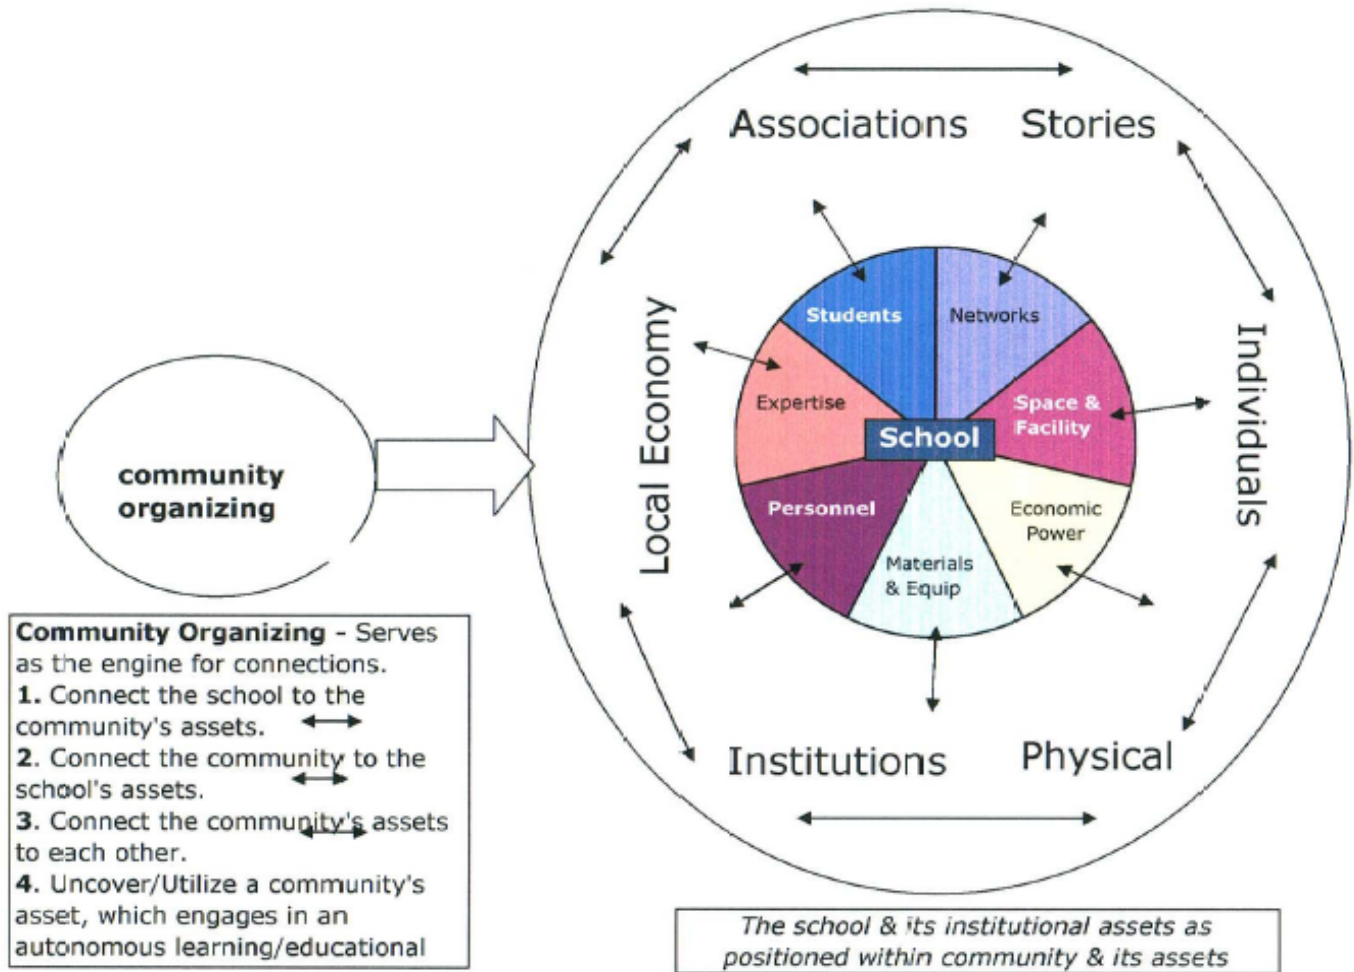 Associations
Stories
Local Economy
Individuals
Institutions
Physical
Students
Networks
Expertise
Space &
Facility
School
Personnel
Economic
Power
Materials
& Equip
community
organizing
Community Organizing - Serves
as the engine for connections.
1. Connect the school to the
community's assets.
2. Connect the community to the
school's assets.
3. Connect the community's assets
to each other.
4. Uncover/Utilize a community's
asset, which engages in an
autonomous learning/educational
The school & its institutional assets as
positioned within community & its assets